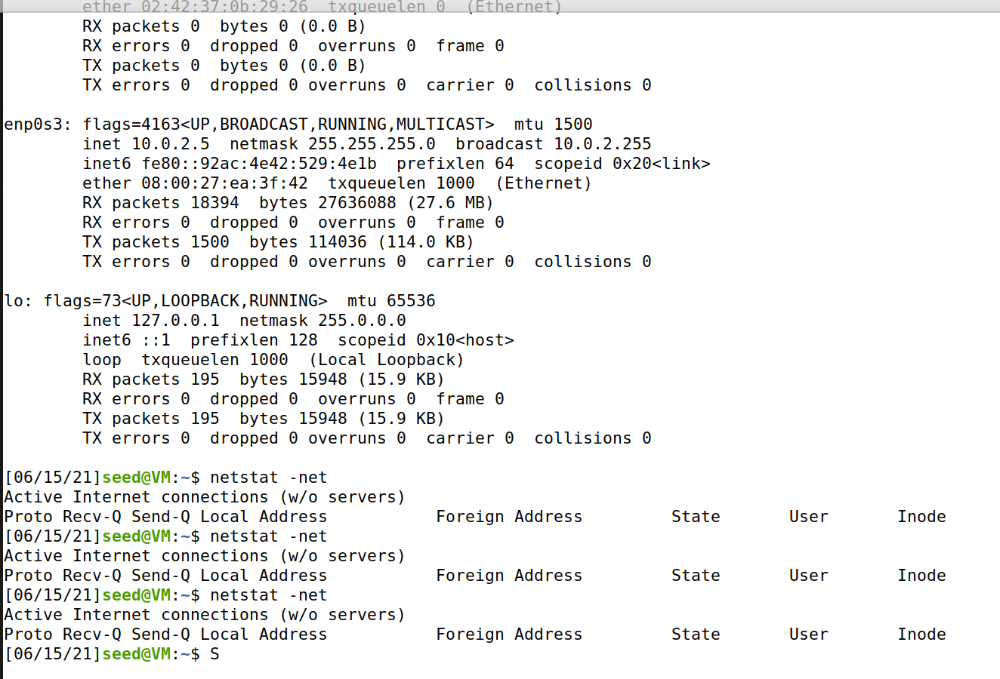 ether 02:42:37:0b:29:26  txqueuelen 0  (Ethernet)
RX packets 0  bytes 0 (0.0 B)
RX errors 0  dropped 0  overruns 0  frame 0
TX packets 0  bytes 0 (0.0 B)
TX errors 0  dropped 0 overruns 0  carrier 0  collisions 0
enp0s3: flags=4163<UP,BROADCAST,RUNNING,MULTICAST>  mtu 1500
inet 10.0.2.5  netmask 255.255.255.0  broadcast 10.0.2.255
inet6 fe80::92ac:4e42:529:4e1b  prefixlen 64  scopeid 0x20<link>
ether 08:00:27:ea:3f:42  txqueuelen 1000  (Ethernet)
RX packets 18394  bytes 27636088 (27.6 MB)
RX errors 0  dropped 0  overruns 0  frame 0
TX packets 1500  bytes 114036 (114.0 KB)
TX errors 0  dropped 0 overruns 0  carrier 0  collisions 0
lo: flags=73<UP,LOOPBACK,RUNNING>  mtu 65536
inet 127.0.0.1  netmask 255.0.0.0
inet6 ::1  prefixlen 128  scopeid 0x10<host>
loop  txqueuelen 1000  (Local Loopback)
RX packets 195  bytes 15948 (15.9 KB)
RX errors 0  dropped 0  overruns 0  frame 0
TX packets 195  bytes 15948 (15.9 KB)
TX errors 0  dropped 0 overruns 0  carrier 0  collisions 0
[06/15/21]seed@VM:~$ netstat -net
Active Internet connections (w/o servers)
Proto Recv-Q Send-Q Local Address           Foreign Address         State       User       Inode
[06/15/21]seed@VM:~$ netstat -net
Active Internet connections (w/o servers)
Proto Recv-Q Send-Q Local Address           Foreign Address         State       User       Inode
[06/15/21]seed@VM:~$ netstat -net
Active Internet connections (w/o servers)
Proto Recv-Q Send-Q Local Address           Foreign Address         State       User       Inode
[06/15/21]seed@VM:~$ S